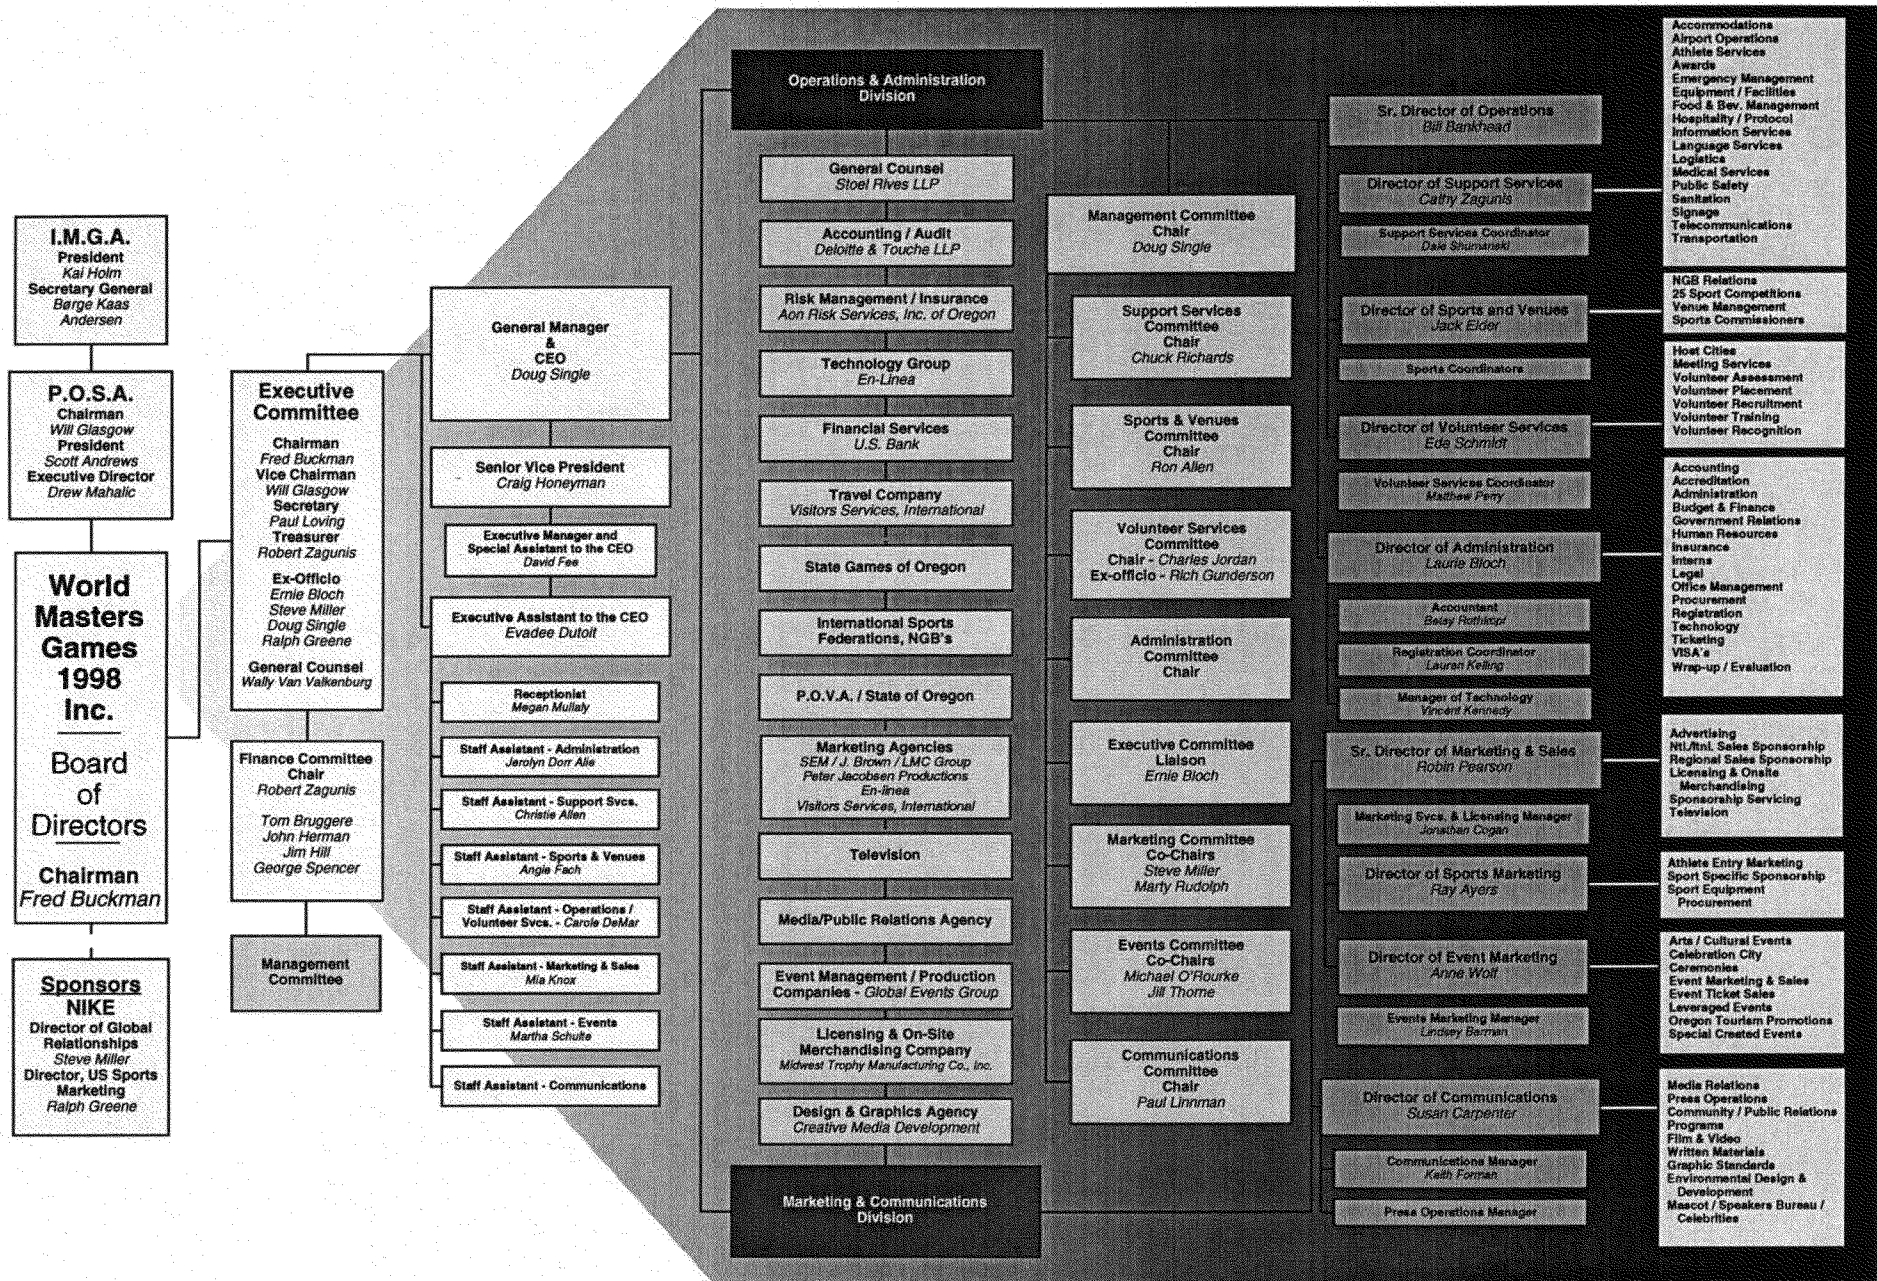 I.M.G.A.
President
Kai Holm
Secretary General
Børge Kaas
Andersen
P.O.S.A.
Chairman
Will Glasgow
President
Scott Andrews
Executive Director
Drew Mahalic
World
Masters
Games
1998
Inc.
Board
of
Directors
Chairman
Fred Buckman
Sponsors
NIKE
Director of Global
Relationships
Steve Miller
Director, US Sports
Marketing
Ralph Greene
Executive
Committee
Chairman
Fred Buckman
Vice Chairman
Will Glasgow
Secretary
Paul Loving
Treasurer
Robert Zagunis
Ex-Officio
Ernie Bloch
Steve Miller
Doug Single
Ralph Greene
General Counsel
Wally Van Valkenburg
Finance Committee
Chair
Robert Zagunis
Tom Bruggere
John Herman
Jim Hill
George Spencer
Management
Committee
General Manager
&
CEO
Doug Single
Senior Vice President
Craig Honeyman
Executive Manager and
Special Assistant to the CEO
David Fee
Executive Assistant to the CEO
Evadee Dutoit
Receptionist
Megan Mullaly
Staff Assistant - Administration
Jerolyn Dorr Alie
Staff Assistant - Support Svcs.
Christie Allen
Staff Assistant - Sports & Venues
Angie Fach
Staff Assistant - Operations /
Volunteer Svcs. - Carole DeMar
Staff Assistant - Marketing & Sales
Mia Knox
Staff Assistant - Events
Martha Schulte
Staff Assistant - Communications
Operations & Administration
Division
General Counsel
Stoel Rives LLP
Accounting / Audit
Deloitte & Touche LLP
Risk Management / Insurance
Aon Risk Services, Inc. of Oregon
Technology Group
En-Linea
Financial Services
U.S. Bank
Travel Company
Visitors Services, International
State Games of Oregon
International Sports
Federations, NGB's
P.O.V.A. / State of Oregon
Marketing Agencies
SEM / J. Brown / LMC Group
Peter Jacobsen Productions
En-linea
Visitors Services, International
Television
Media/Public Relations Agency
Event Management / Production
Companies - Global Events Group
Licensing & On-Site
Merchandising Company
Midwest Trophy Manufacturing Co., Inc.
Design & Graphics Agency
Creative Media Development
Marketing & Communications
Division
Management Committee
Chair
Doug Single
Support Services
Committee
Chair
Chuck Richards
Sports & Venues
Committee
Chair
Ron Allen
Volunteer Services
Committee
Chair - Charles Jordan
Ex-officio - Rich Gunderson
Administration
Committee
Chair
Executive Committee
Liaison
Ernie Bloch
Marketing Committee
Co-Chairs
Steve Miller
Marty Rudolph
Events Committee
Co-Chairs
Michael O'Rourke
Jill Thorne
Communications
Committee
Chair
Paul Linnman
Sr. Director of Operations
Bill Bankhead
Director of Support Services
Cathy Zagunis
Support Services Coordinator
Dale Shumanski
Director of Sports and Venues
Jack Elder
Sports Coordinators
Director of Volunteer Services
Eda Schmidt
Volunteer Services Coordinator
Matthew Perry
Director of Administration
Laurie Bloch
Accountant
Betsy Rothkopf
Registration Coordinator
Lauren Kelling
Manager of Technology
Vincent Kennedy
Sr. Director of Marketing & Sales
Robin Pearson
Marketing Svcs. & Licensing Manager
Jonathan Cogan
Director of Sports Marketing
Ray Ayers
Director of Event Marketing
Anne Wolf
Events Marketing Manager
Lindsey Berman
Director of Communications
Susan Carpenter
Communications Manager
Keith Forman
Press Operations Manager
Accommodations
Airport Operations
Athlete Services
Awards
Emergency Management
Equipment / Facilities
Food & Bev. Management
Hospitality / Protocol
Information Services
Language Services
Logistics
Medical Services
Public Safety
Sanitation
Signage
Telecommunications
Transportation
NGB Relations
25 Sport Competitions
Venue Management
Sports Commissioners
Host Cities
Meeting Services
Volunteer Assessment
Volunteer Placement
Volunteer Recruitment
Volunteer Training
Volunteer Recognition
Accounting
Accreditation
Administration
Budget & Finance
Government Relations
Human Resources
Insurance
Interns
Legal
Office Management
Procurement
Registration
Technology
Ticketing
VISA's
Wrap-up / Evaluation
Advertising
Ntl./Itnl. Sales Sponsorship
Regional Sales Sponsorship
Licensing & Onsite
Merchandising
Sponsorship Servicing
Television
Athlete Entry Marketing
Sport Specific Sponsorship
Sport Equipment
Procurement
Arts / Cultural Events
Celebration City
Ceremonies
Event Marketing & Sales
Event Ticket Sales
Leveraged Events
Oregon Tourism Promotions
Special Created Events
Media Relations
Press Operations
Community / Public Relations
Programs
Film & Video
Written Materials
Graphic Standards
Environmental Design &
Development
Mascot / Speakers Bureau /
Celebrities